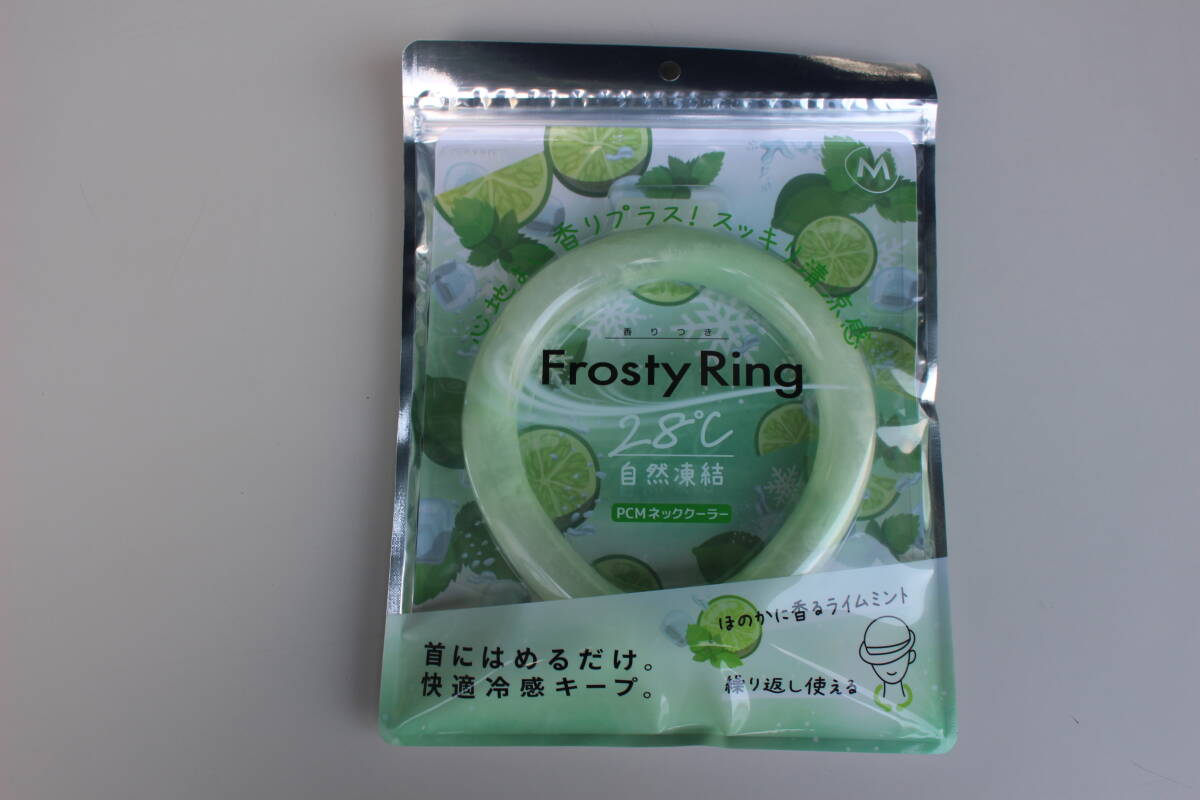 M
香りプラス！スッキリ清涼感
香りつき
Frosty Ring
28℃
自然凍結
PCMネッククーラー
ほのかに香るライムミント
首にはめるだけ。
快適冷感キープ。
繰り返し使える